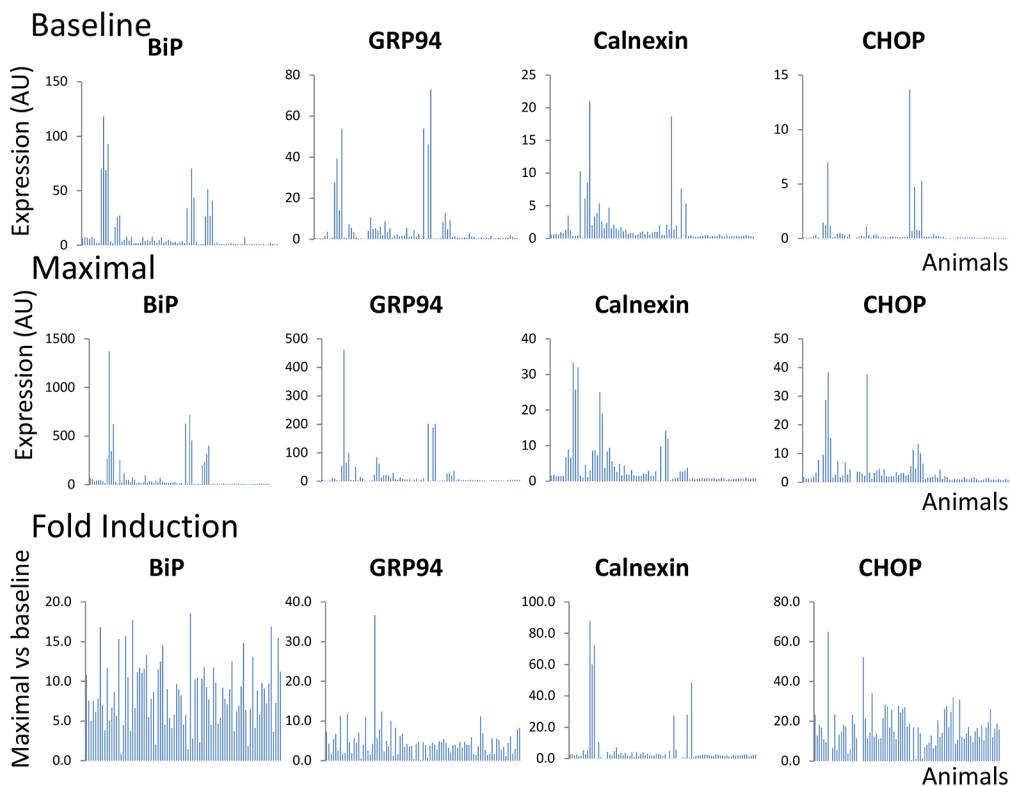 Baseline
BiP GRP94 Calnexin CHOP
Expression (AU)
150 80 25 15
100 60 20 10
50 40 15 5
0 20 10 0
0 5
0
Animals
Maximal
BiP GRP94 Calnexin CHOP
Expression (AU)
1500 500 40 50
1000 400 30 40
500 300 20 30
0 200 10 20
100 0 10
0 0
Animals
Fold Induction
BiP GRP94 Calnexin CHOP
Maximal vs baseline
20.0 40.0 100.0 80.0
15.0 30.0 80.0 60.0
10.0 20.0 60.0 40.0
5.0 10.0 40.0 20.0
0.0 0.0 20.0 0.0
0.0
Animals